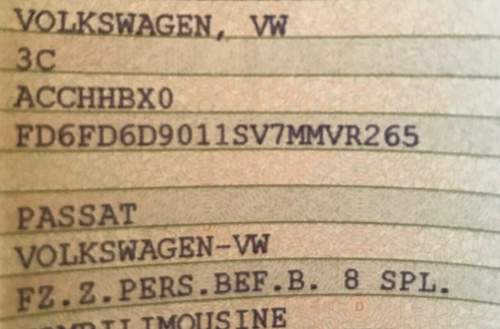 VOLKSWAGEN, VW
3C
ACCHHBX0
FD6FD6D9011SV7MMVR265
PASSAT
VOLKSWAGEN-VW
FZ.Z.PERS.BEF.B. 8 SPL.